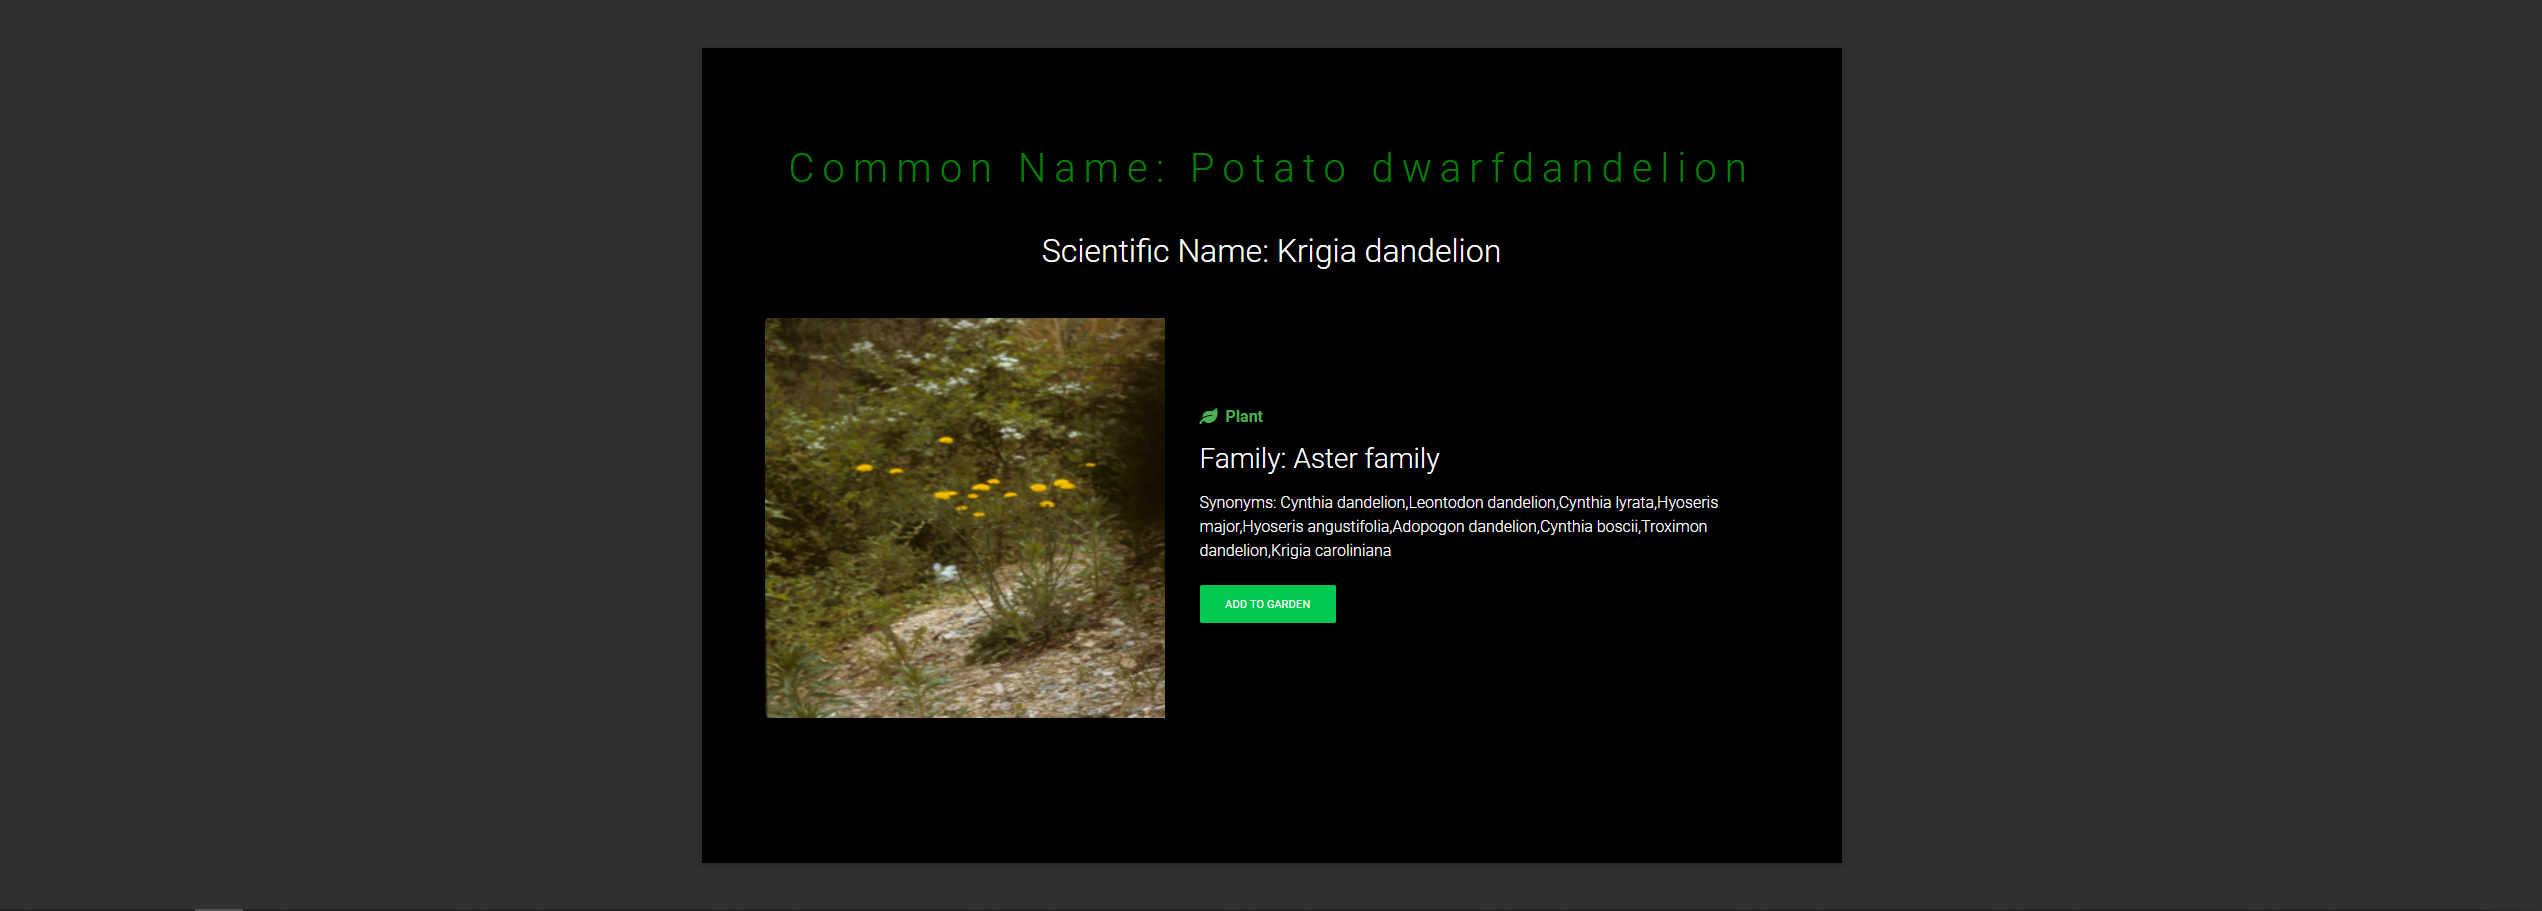 Common Name: Potato dwarfdandelion
Scientific Name: Krigia dandelion
Plant
Family: Aster family
Synonyms: Cynthia dandelion,Leontodon dandelion,Cynthia lyrata,Hyoseris
major,Hyoseris angustifolia,Adopogon dandelion,Cynthia boscii,Troximon
dandelion,Krigia caroliniana
ADD TO GARDEN